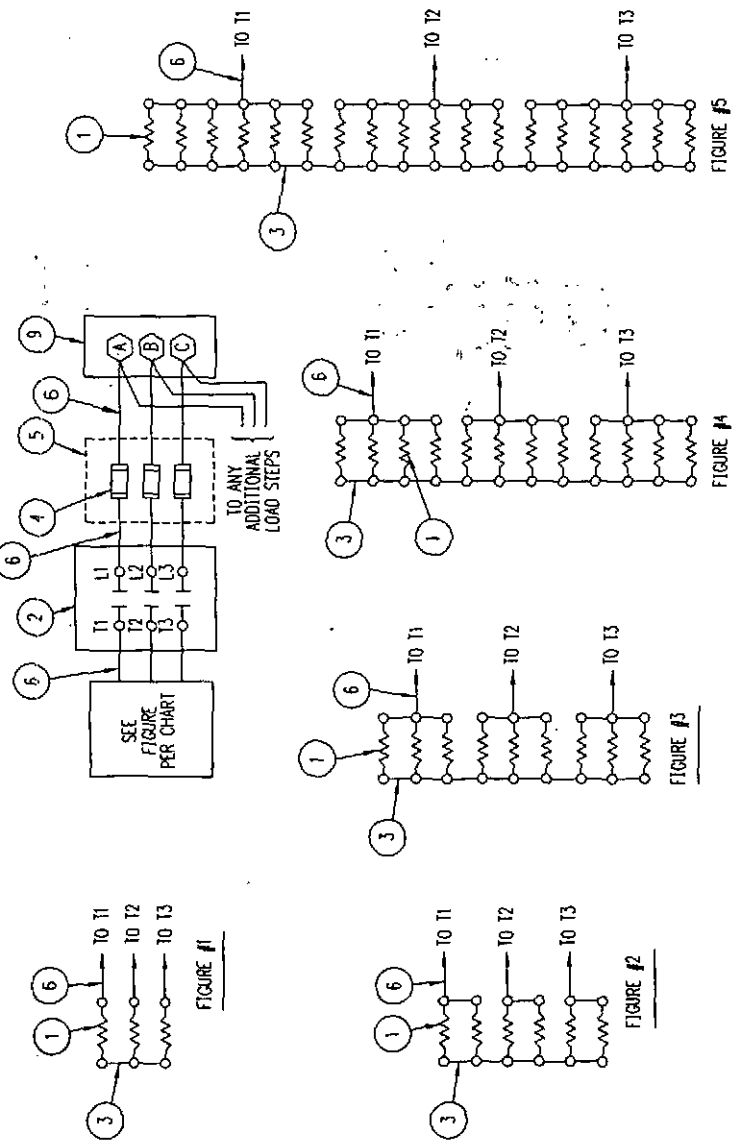 1
6
TO T1
TO T2
TO T3
3
FIGURE #1
1
6
TO T1
TO T2
TO T3
3
FIGURE #2
SEE
FIGURE
PER CHART
6
2
T1
L1
T2
L2
T3
L3
6
4
5
6
9
A
B
C
TO ANY
ADDITIONAL
LOAD STEPS
1
6
TO T1
TO T2
TO T3
3
FIGURE #3
3
6
TO T1
TO T2
TO T3
1
FIGURE #4
1
6
TO T1
TO T2
TO T3
3
FIGURE #5